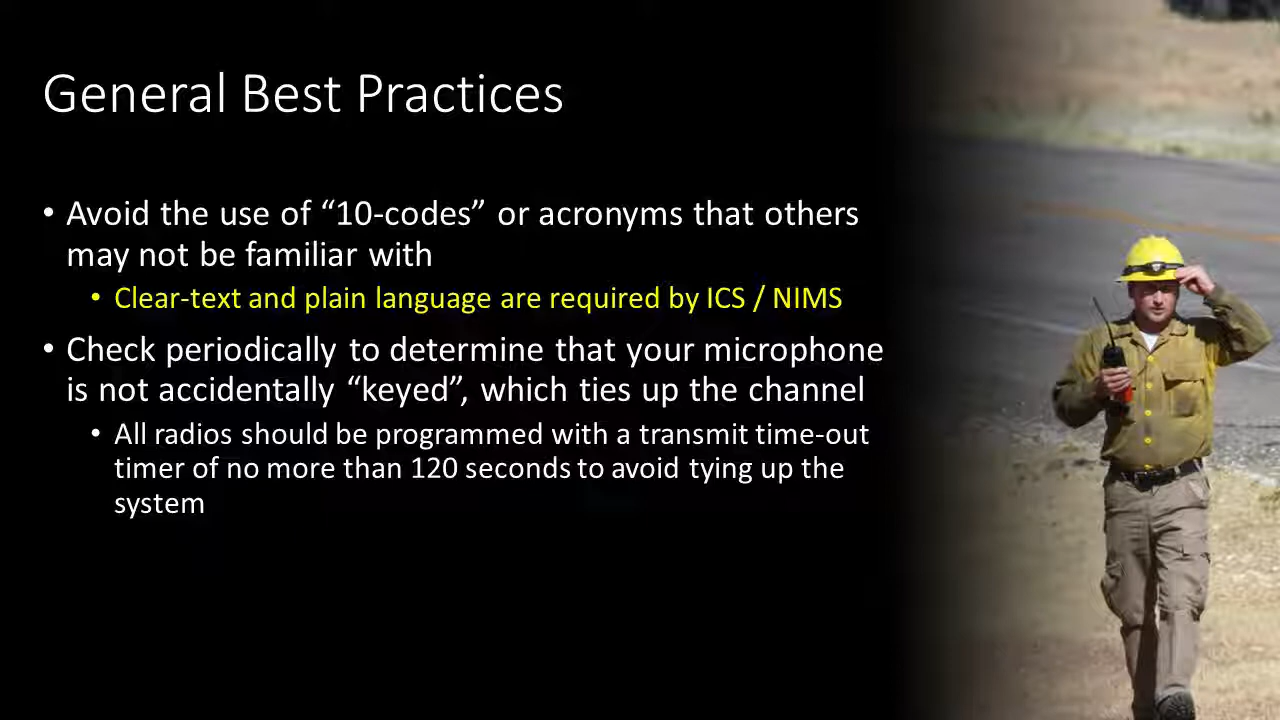 General Best Practices
• Avoid the use of “10-codes” or acronyms that others
may not be familiar with
• Clear-text and plain language are required by ICS / NIMS
• Check periodically to determine that your microphone
is not accidentally “keyed”, which ties up the channel
• All radios should be programmed with a transmit time-out
timer of no more than 120 seconds to avoid tying up the
system